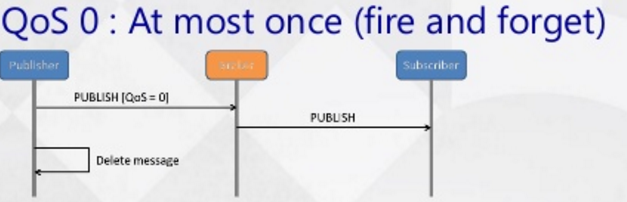 QoS 0 : At most once (fire and forget)
Publisher
Subscriber
PUBLISH [QoS = 0]
PUBLISH
Delete message